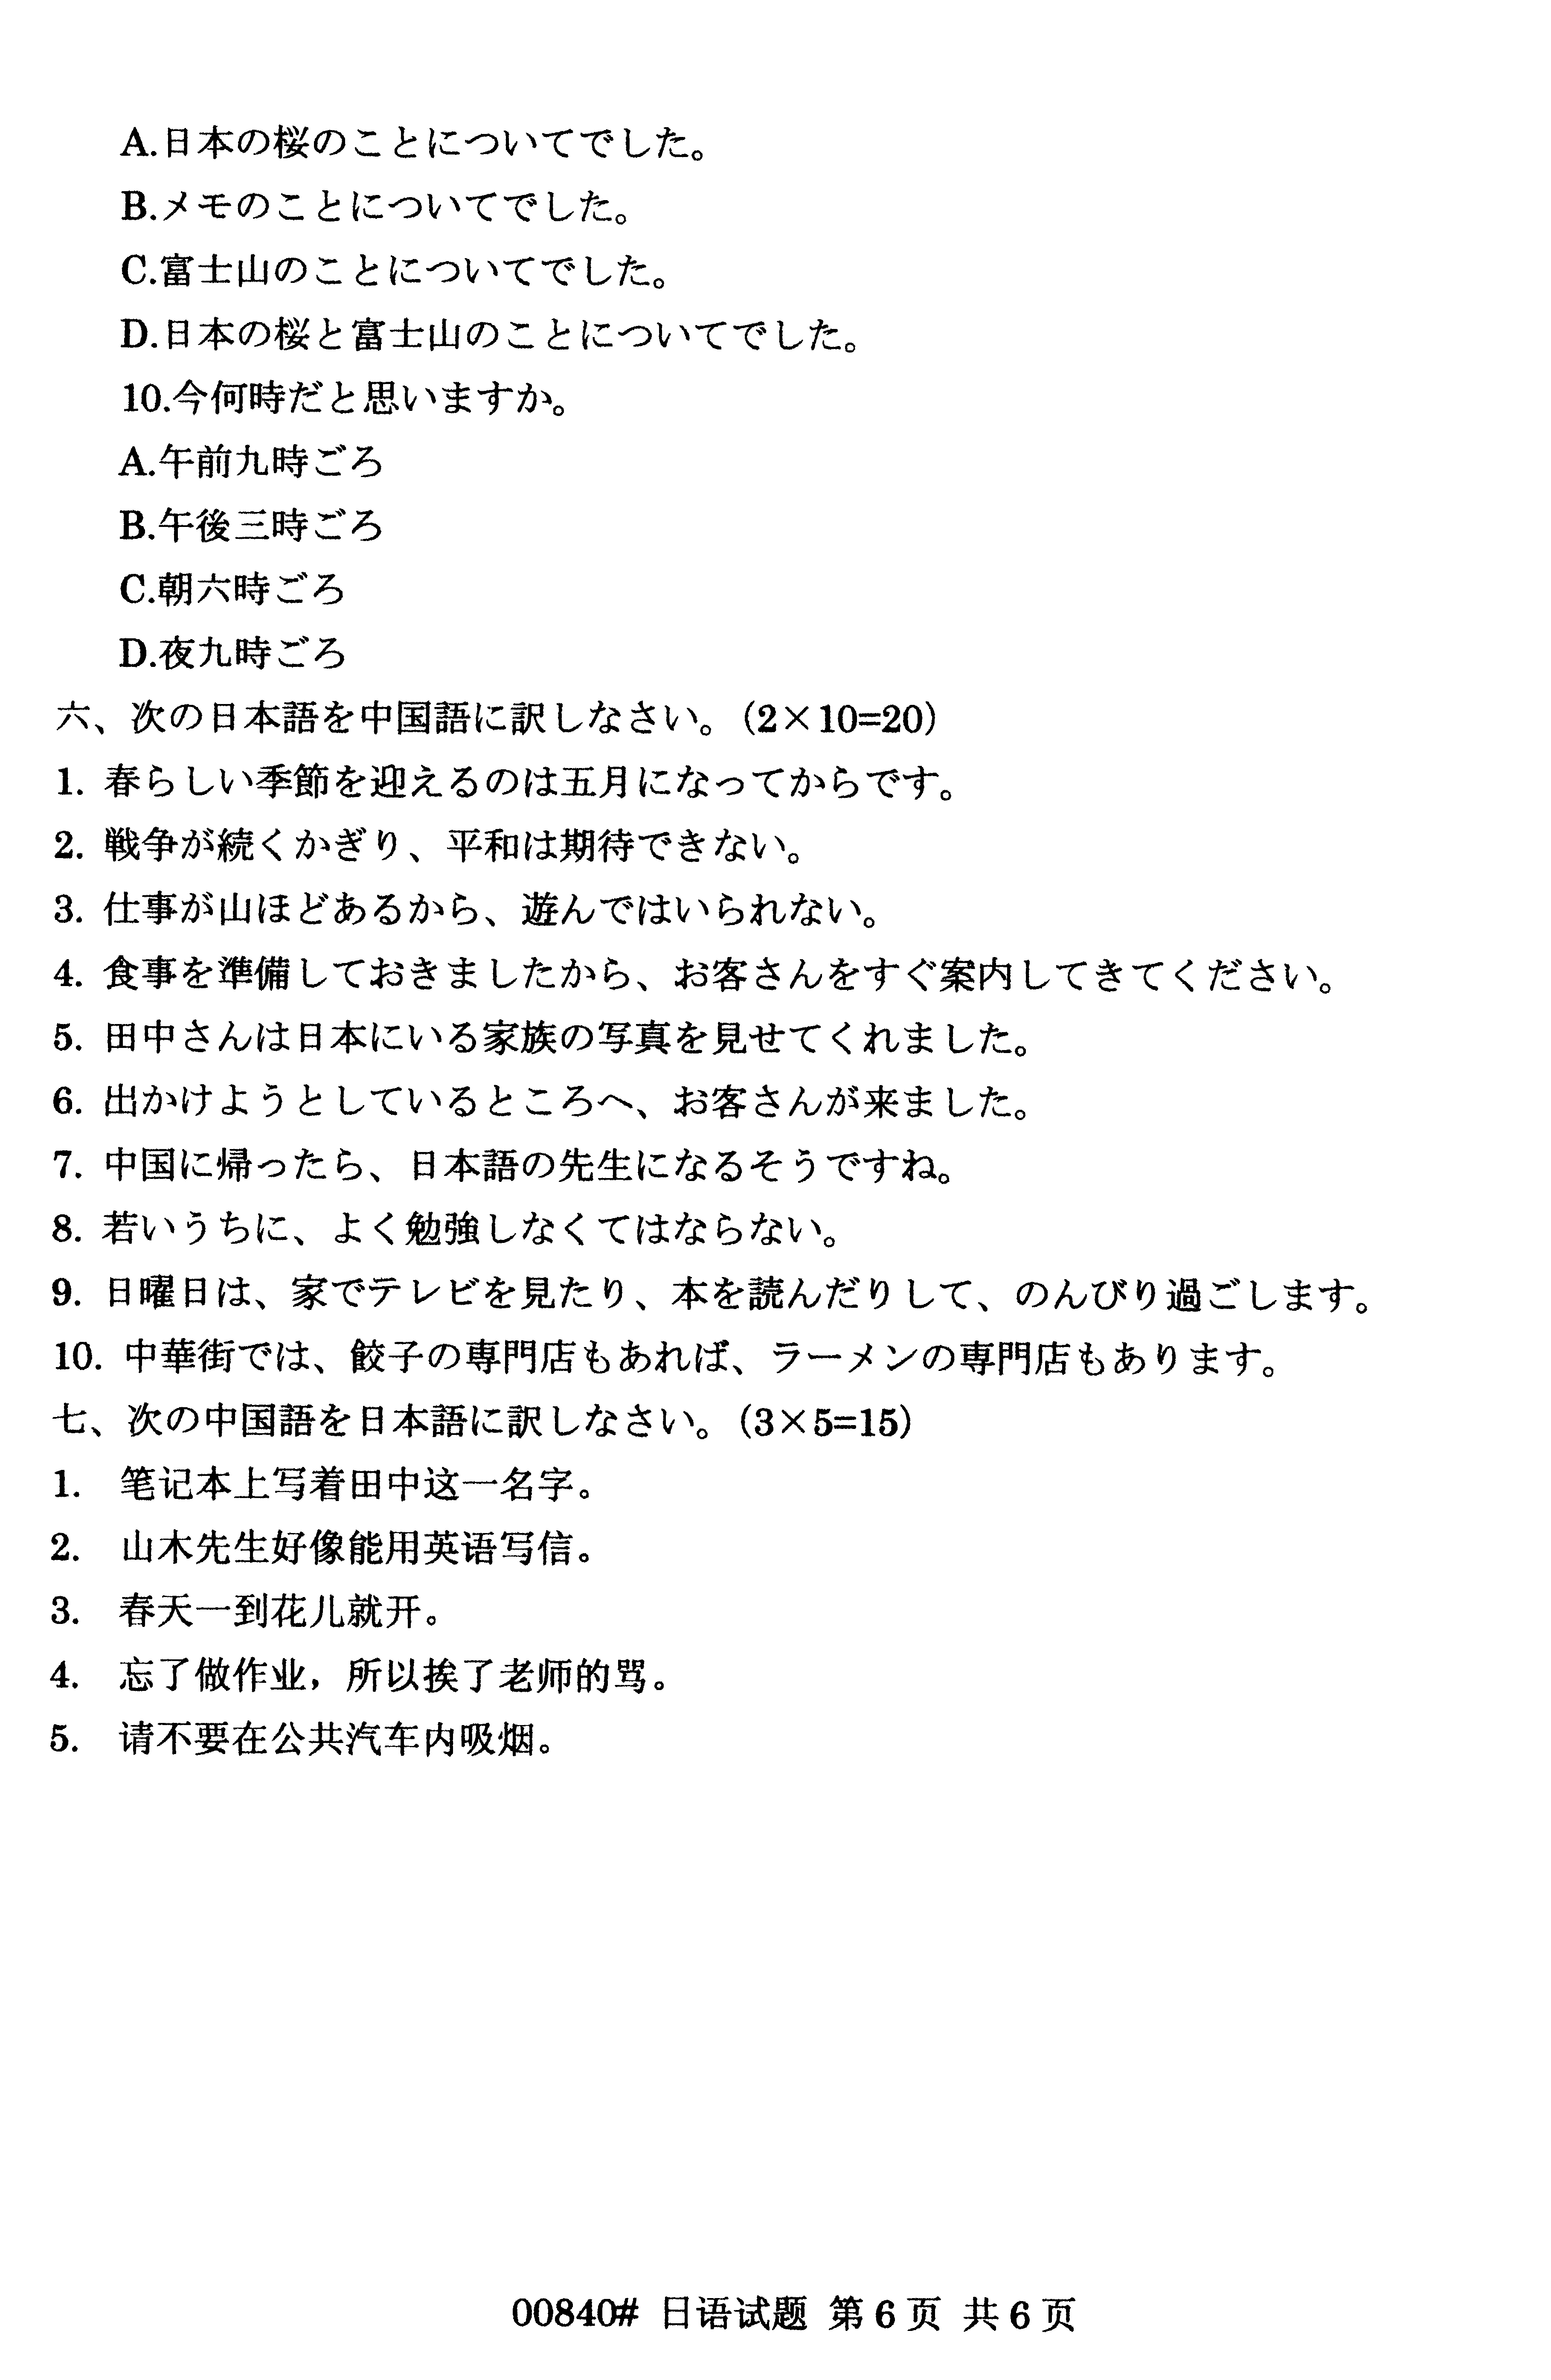 A.日本の桜のことについてでした。
B.メモのことについてでした。
C.富士山のことについてでした。
D.日本の桜と富士山のことについてでした。
10.今何時だと思いますか。
A.午前九時ごろ
B.午後三時ごろ
C.朝六時ごろ
D.夜九時ごろ
六、次の日本語を中国語に訳しなさい。（2×10=20）
1. 春らしい季節を迎えるのは五月になってからです。
2. 戦争が続くかぎり、平和は期待できない。
3. 仕事が山ほどあるから、遊んではいられない。
4. 食事を準備しておきましたから、お客さんをすぐ案内してきてください。
5. 田中さんは日本にいる家族の写真を見せてくれました。
6. 出かけようとしているところへ、お客さんが来ました。
7. 中国に帰ったら、日本語の先生になるそうですね。
8. 若いうちに、よく勉強しなくてはならない。
9. 日曜日は、家でテレビを見たり、本を読んだりして、のんびり過ごします。
10. 中華街では、餃子の専門店もあれば、ラーメンの専門店もあります。
七、次の中国語を日本語に訳しなさい。（3×5=15）
1. 笔记本上写着田中这一名字。
2. 山木先生好像能用英语写信。
3. 春天一到花儿就开。
4. 忘了做作业，所以挨了老师的骂。
5. 请不要在公共汽车内吸烟。
00840# 日语试题 第 6 页 共 6 页